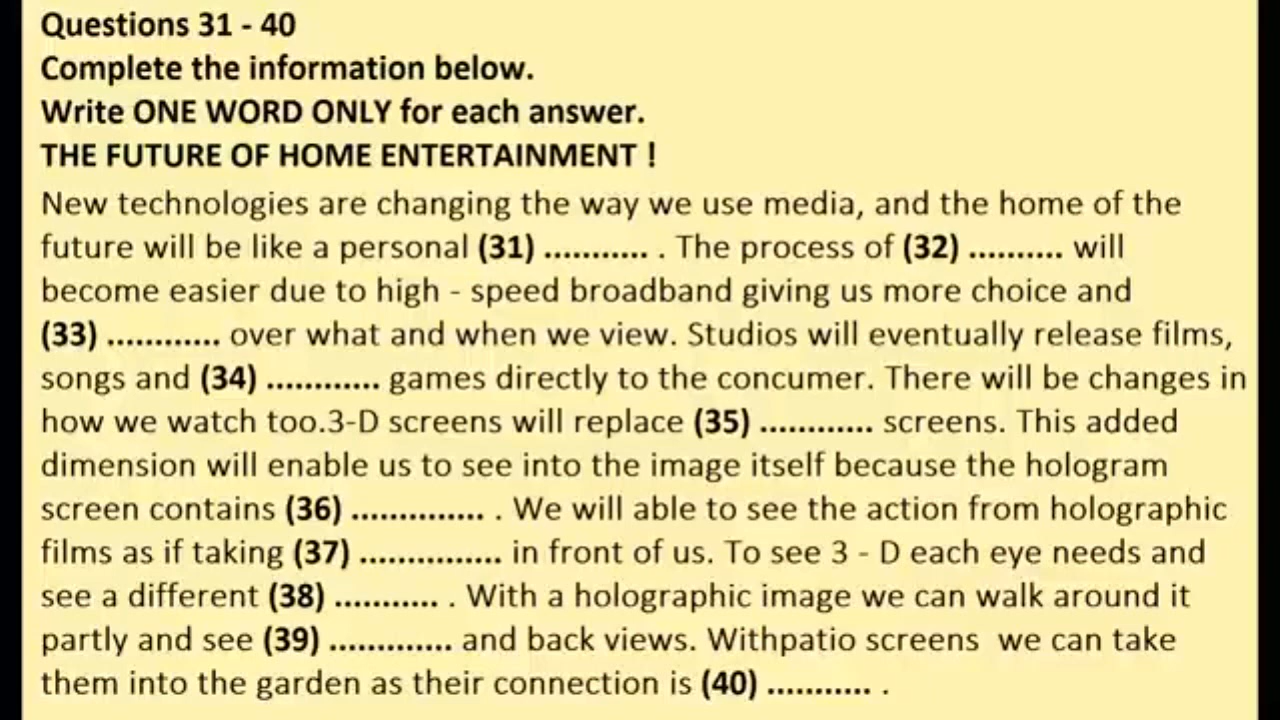 Questions 31 - 40
Complete the information below.
Write ONE WORD ONLY for each answer.
THE FUTURE OF HOME ENTERTAINMENT !
New technologies are changing the way we use media, and the home of the
future will be like a personal (31) ........... . The process of (32) .......... will
become easier due to high - speed broadband giving us more choice and
(33) ............ over what and when we view. Studios will eventually release films,
songs and (34) ............ games directly to the concumer. There will be changes in
how we watch too.3-D screens will replace (35) ............ screens. This added
dimension will enable us to see into the image itself because the hologram
screen contains (36) .............. . We will able to see the action from holographic
films as if taking (37) ............... in front of us. To see 3 - D each eye needs and
see a different (38) ........... . With a holographic image we can walk around it
partly and see (39) ............. and back views. Withpatio screens we can take
them into the garden as their connection is (40) ........... .